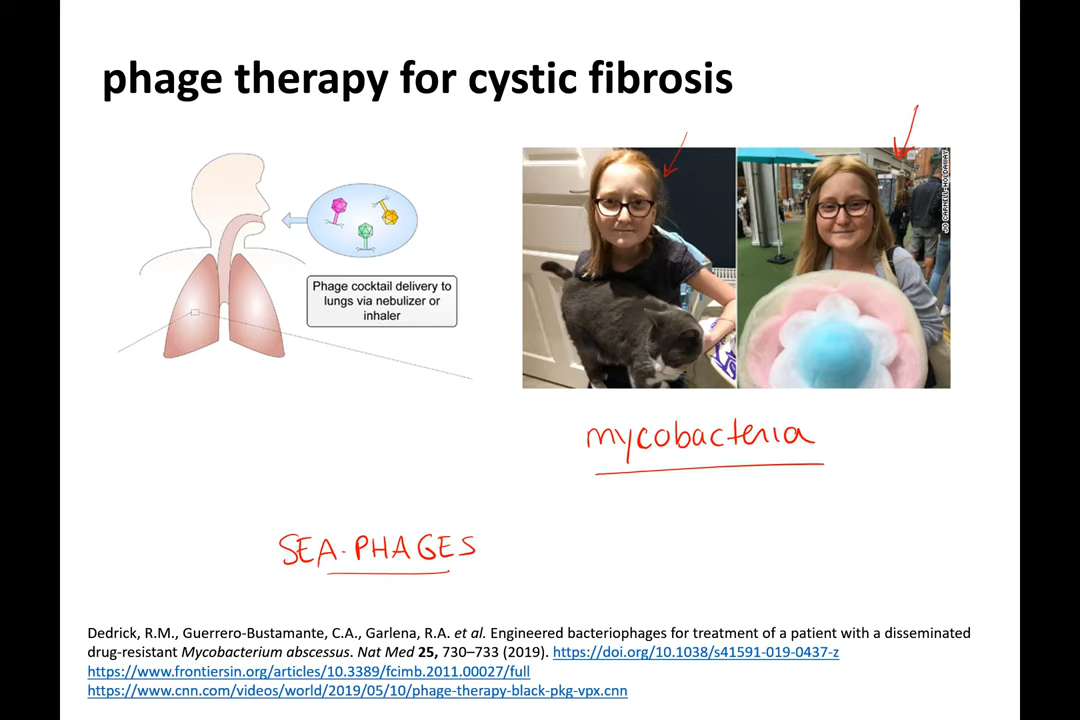 phage therapy for cystic fibrosis
Phage cocktail delivery to
lungs via nebulizer or
inhaler
JO CARNELL-HOLDAWAY
mycobacteria
SEA-PHAGES
Dedrick, R.M., Guerrero-Bustamante, C.A., Garlena, R.A. et al. Engineered bacteriophages for treatment of a patient with a disseminated
drug-resistant Mycobacterium abscessus. Nat Med 25, 730–733 (2019). https://doi.org/10.1038/s41591-019-0437-z
https://www.frontiersin.org/articles/10.3389/fcimb.2011.00027/full
https://www.cnn.com/videos/world/2019/05/10/phage-therapy-black-pkg-vpx.cnn